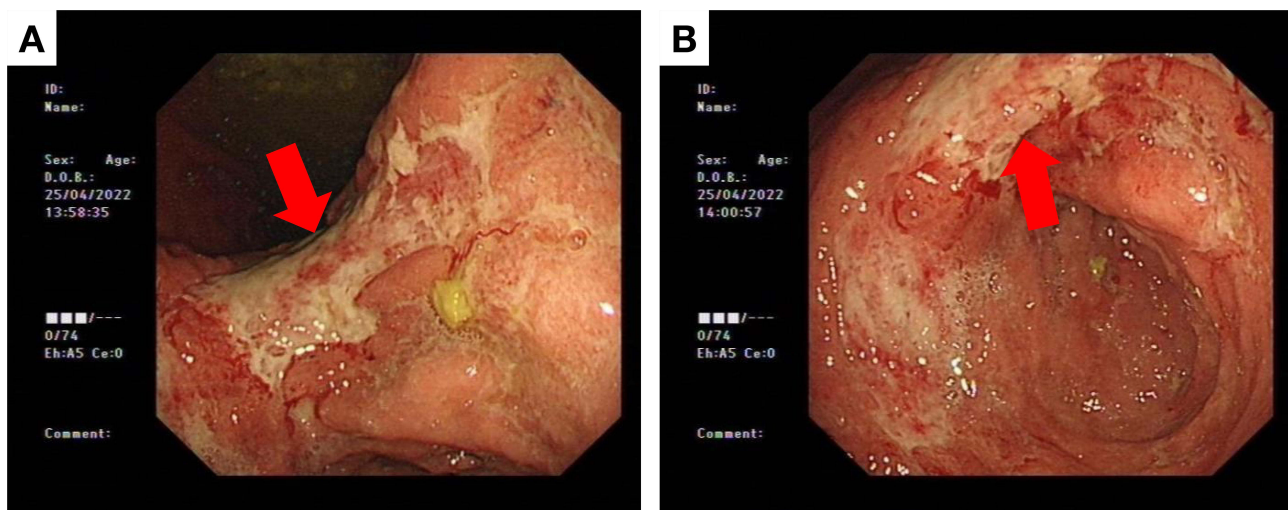 A
ID:
Name:
Sex: Age:
D.O.B.:
25/04/2022
13:58:35
■■■/---
0/74
Eh:A5 Ce:0
Comment:
B
ID:
Name:
Sex: Age:
D.O.B.:
25/04/2022
14:00:57
■■■/---
0/74
Eh:A5 Ce:0
Comment: